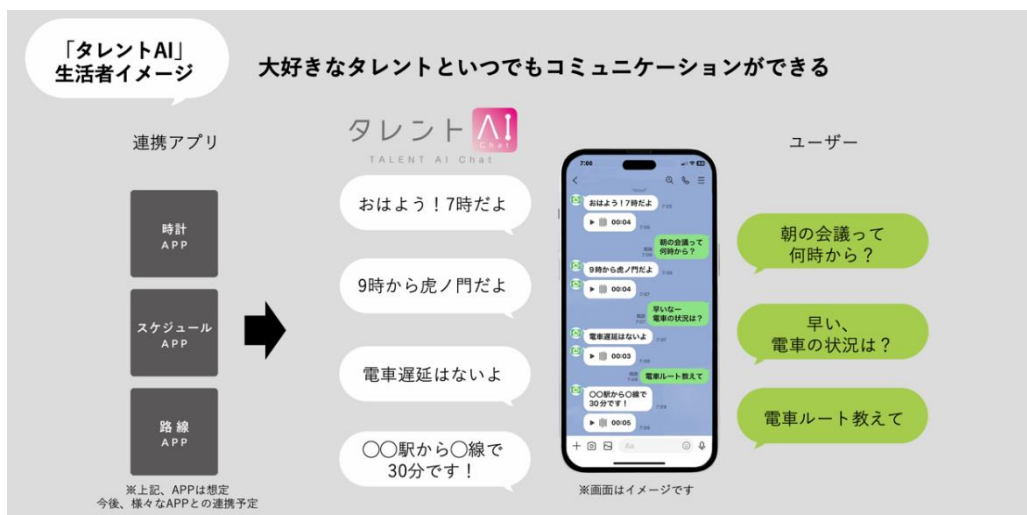 「タレントAI」
生活者イメージ
大好きなタレントといつでもコミュニケーションができる
連携アプリ
時計
APP
スケジュール
APP
路線
APP
※上記、APPは想定
今後、様々なAPPとの連携予定
タレント AI
Chat
TALENT AI Chat
おはよう!7時だよ
9時から虎ノ門だよ
電車遅延はないよ
〇〇駅から〇線で
30分です!
7:00
おはよう!7時だよ
00:04
朝の会議って
何時から?
9時から虎ノ門だよ
00:04
早いなー
電車の状況は?
電車遅延はないよ
00:03
電車ルート教えて
〇〇駅から〇線で
30分です!
00:05
Aa
※画面はイメージです
ユーザー
朝の会議って
何時から?
早い、
電車の状況は?
電車ルート教えて